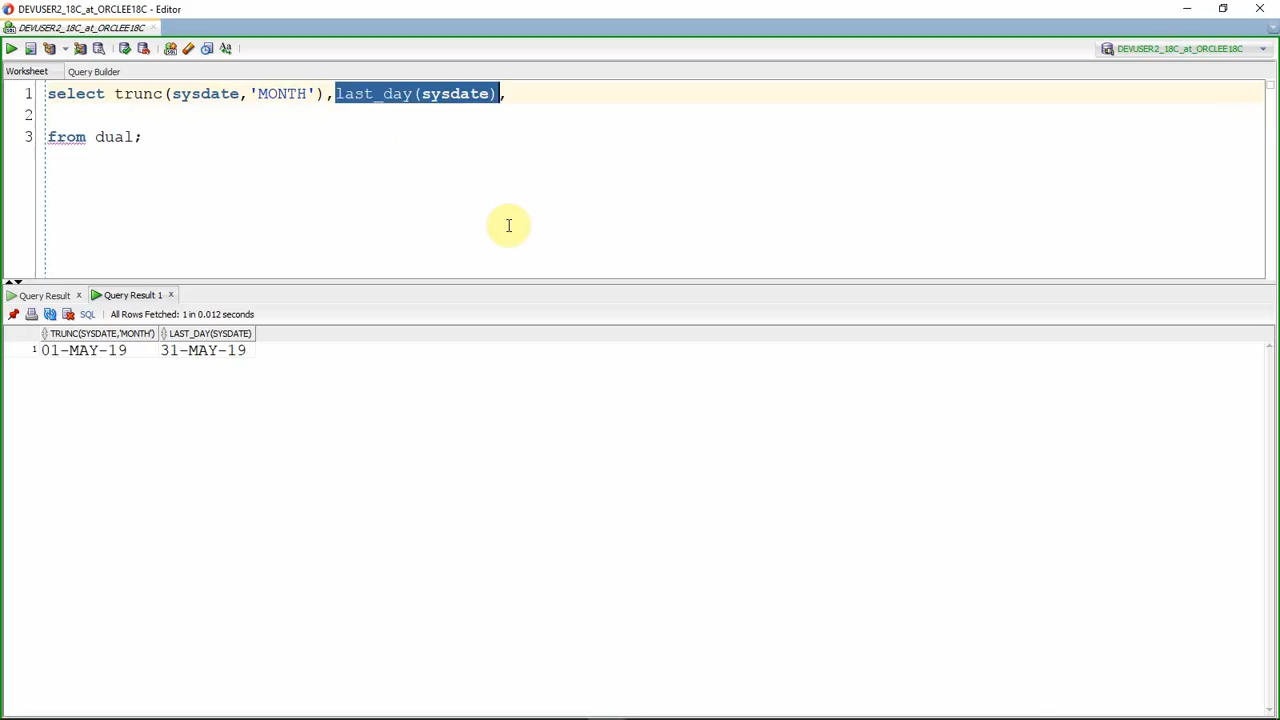 DEVUSER2_18C_at_ORCLEE18C - Editor
DEVUSER2_18C_at_ORCLEE18C
DEVUSER2_18C_at_ORCLEE18C
Worksheet Query Builder
1 select trunc(sysdate,'MONTH'),last_day(sysdate),
2
3 from dual;
Query Result Query Result 1
SQL All Rows Fetched: 1 in 0.012 seconds
TRUNC(SYSDATE,'MONTH') LAST_DAY(SYSDATE)
1 01-MAY-19 31-MAY-19